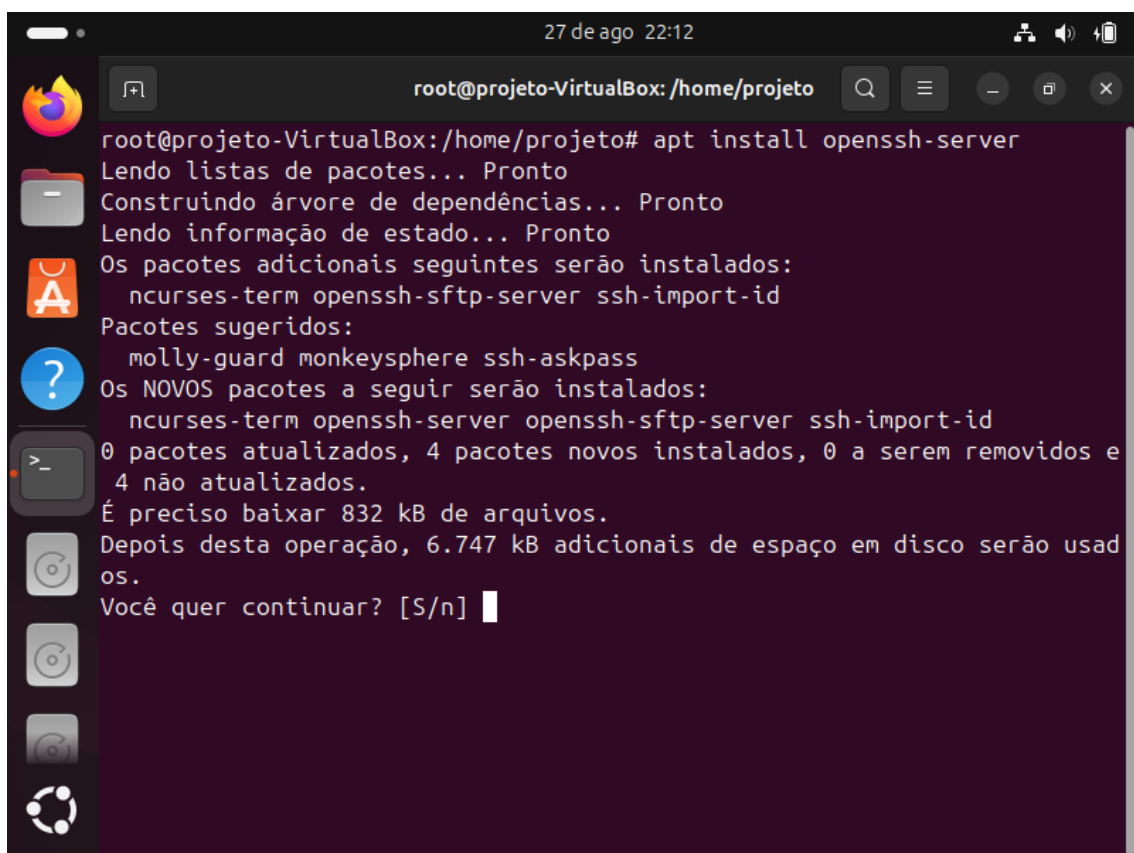 27 de ago 22:12
root@projeto-VirtualBox: /home/projeto
root@projeto-VirtualBox:/home/projeto# apt install openssh-server
Lendo listas de pacotes... Pronto
Construindo árvore de dependências... Pronto
Lendo informação de estado... Pronto
Os pacotes adicionais seguintes serão instalados:
  ncurses-term openssh-sftp-server ssh-import-id
Pacotes sugeridos:
  molly-guard monkeysphere ssh-askpass
Os NOVOS pacotes a seguir serão instalados:
  ncurses-term openssh-server openssh-sftp-server ssh-import-id
0 pacotes atualizados, 4 pacotes novos instalados, 0 a serem removidos e
 4 não atualizados.
É preciso baixar 832 kB de arquivos.
Depois desta operação, 6.747 kB adicionais de espaço em disco serão usad
os.
Você quer continuar? [S/n]